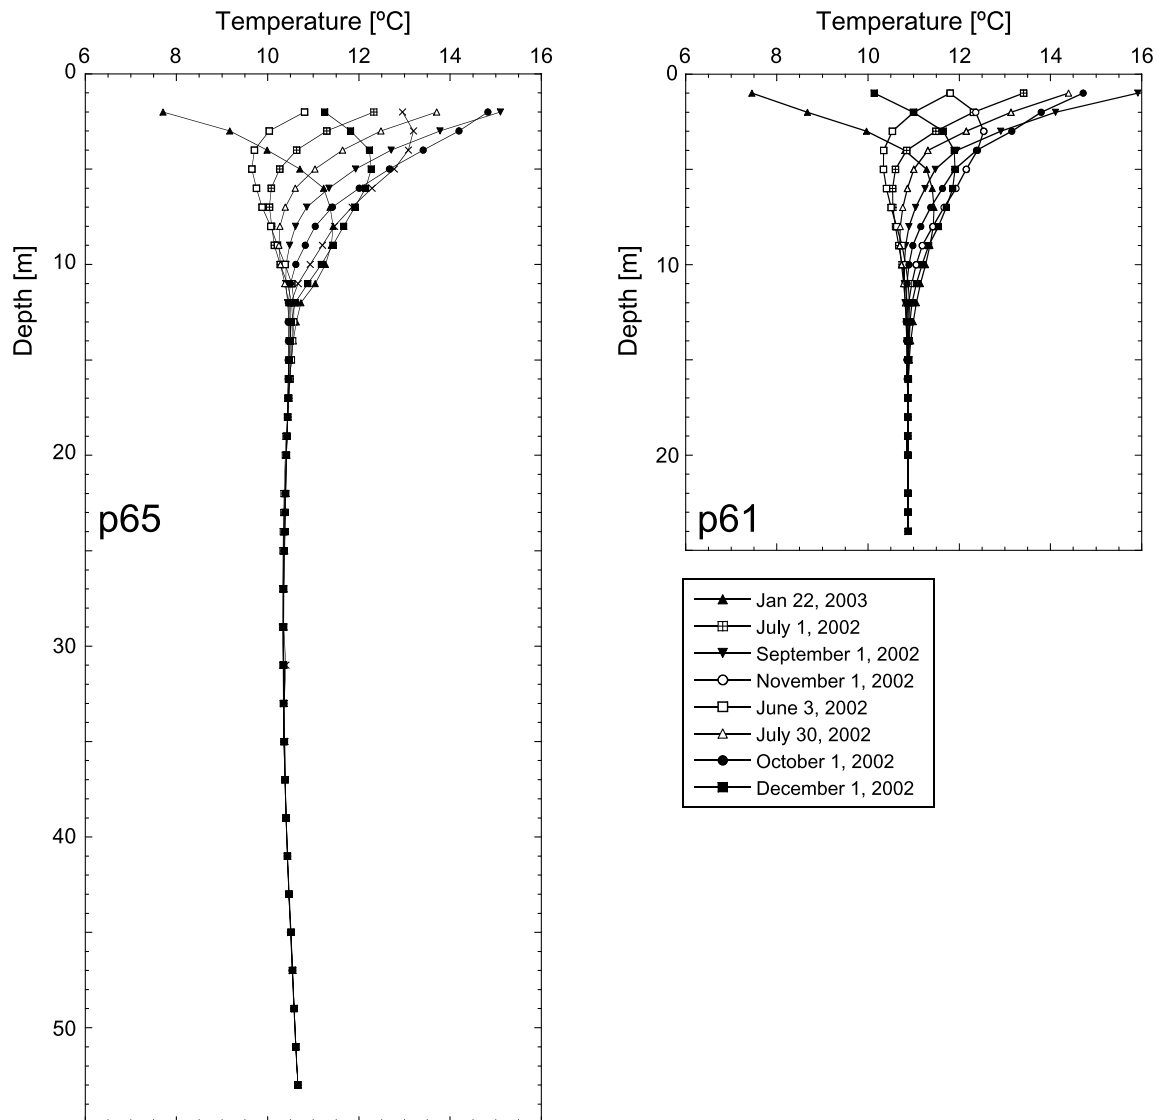 Temperature [ºC]
6 8 10 12 14 16
0
10
20
30
40
50
Depth [m]
p65
Temperature [ºC]
6 8 10 12 14 16
0
10
20
Depth [m]
p61
Jan 22, 2003
July 1, 2002
September 1, 2002
November 1, 2002
June 3, 2002
July 30, 2002
October 1, 2002
December 1, 2002